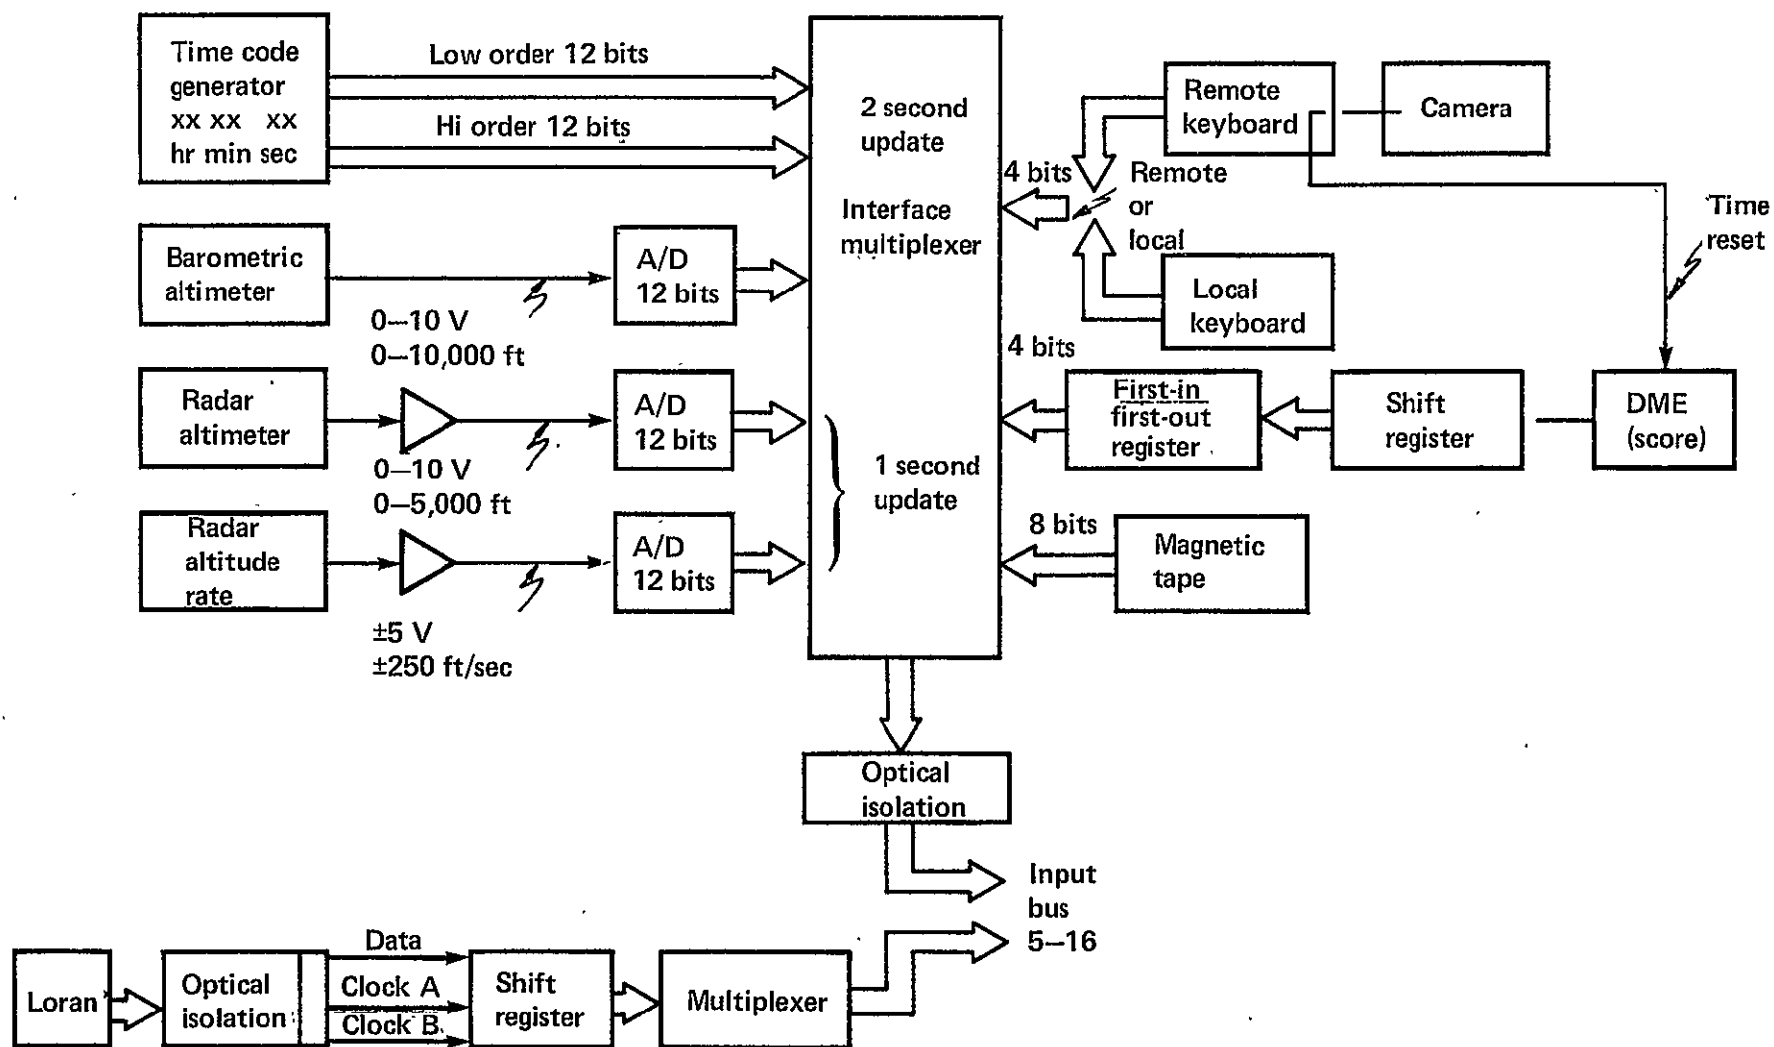 Time code
generator
xx xx xx
hr min sec
Low order 12 bits
Hi order 12 bits
2 second
update
Interface
multiplexer
Remote
keyboard
Camera
4 bits
Remote
or
local
Time
reset
Barometric
altimeter
0–10 V
0–10,000 ft
A/D
12 bits
Local
keyboard
Radar
altimeter
0–10 V
0–5,000 ft
A/D
12 bits
1 second
update
4 bits
First-in
first-out
register
Shift
register
DME
(score)
Radar
altitude
rate
±5 V
±250 ft/sec
A/D
12 bits
8 bits
Magnetic
tape
Optical
isolation
Input
bus
5–16
Loran
Optical
isolation
Data
Clock A
Clock B
Shift
register
Multiplexer